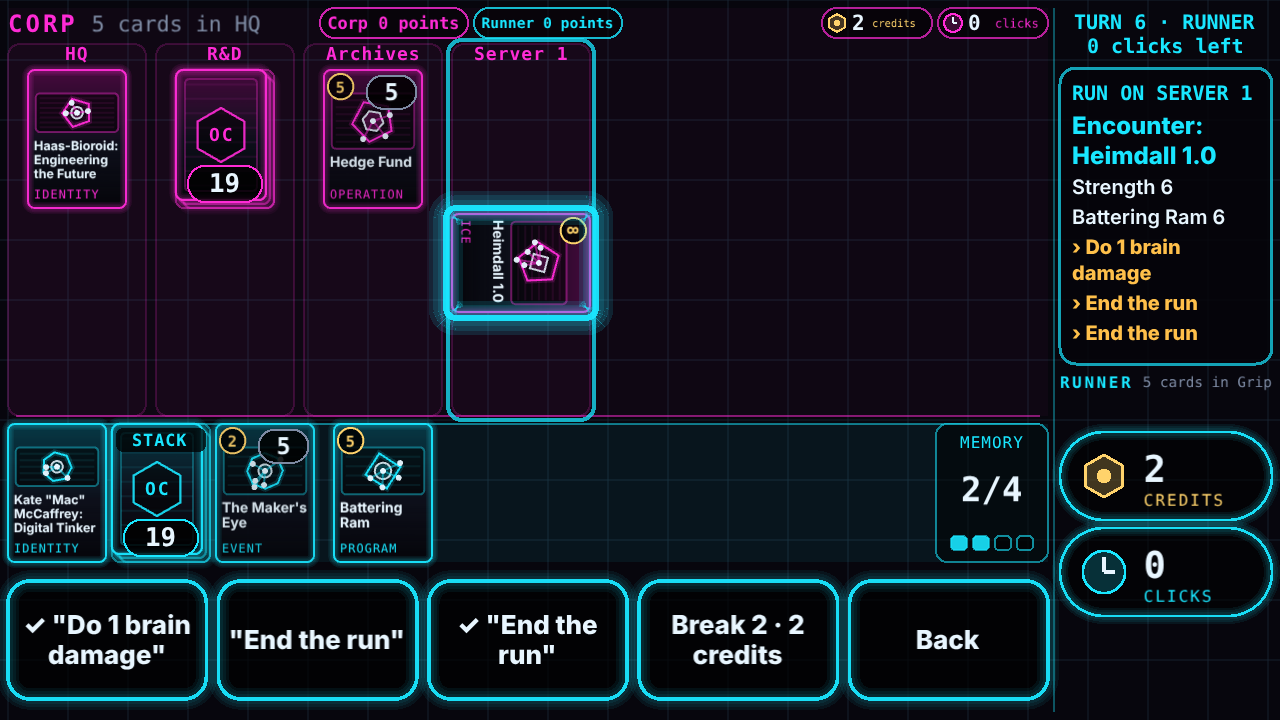 CORP 5 cards in HQ
Corp 0 points
Runner 0 points
2 credits
0 clicks
TURN 6 · RUNNER
0 clicks left
HQ
R&D
Archives
Server 1
Haas-Bioroid:
Engineering
the Future
IDENTITY
OC
19
5
5
Hedge Fund
OPERATION
ICE
Heimdall 1.0
8
RUN ON SERVER 1
Encounter:
Heimdall 1.0
Strength 6
Battering Ram 6
› Do 1 brain
damage
› End the run
› End the run
RUNNER 5 cards in Grip
Kate "Mac"
McCaffrey:
Digital Tinker
IDENTITY
STACK
OC
19
2
5
The Maker's
Eye
EVENT
5
Battering
Ram
PROGRAM
MEMORY
2/4
2
CREDITS
0
CLICKS
✓ "Do 1 brain
damage"
"End the run"
✓ "End the
run"
Break 2 · 2
credits
Back